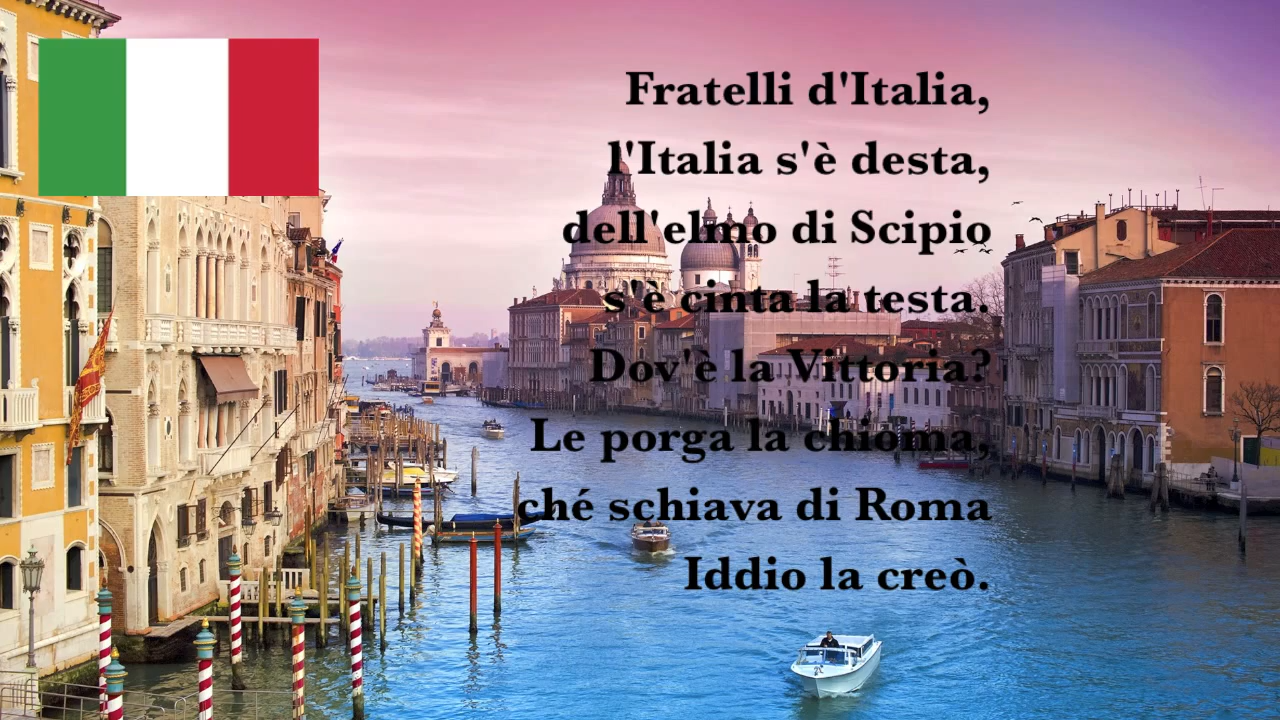 Fratelli d'Italia,
l'Italia s'è desta,
dell'elmo di Scipio
s'è cinta la testa.
Dov'è la Vittoria?
Le porga la chioma,
ché schiava di Roma
Iddio la creò.